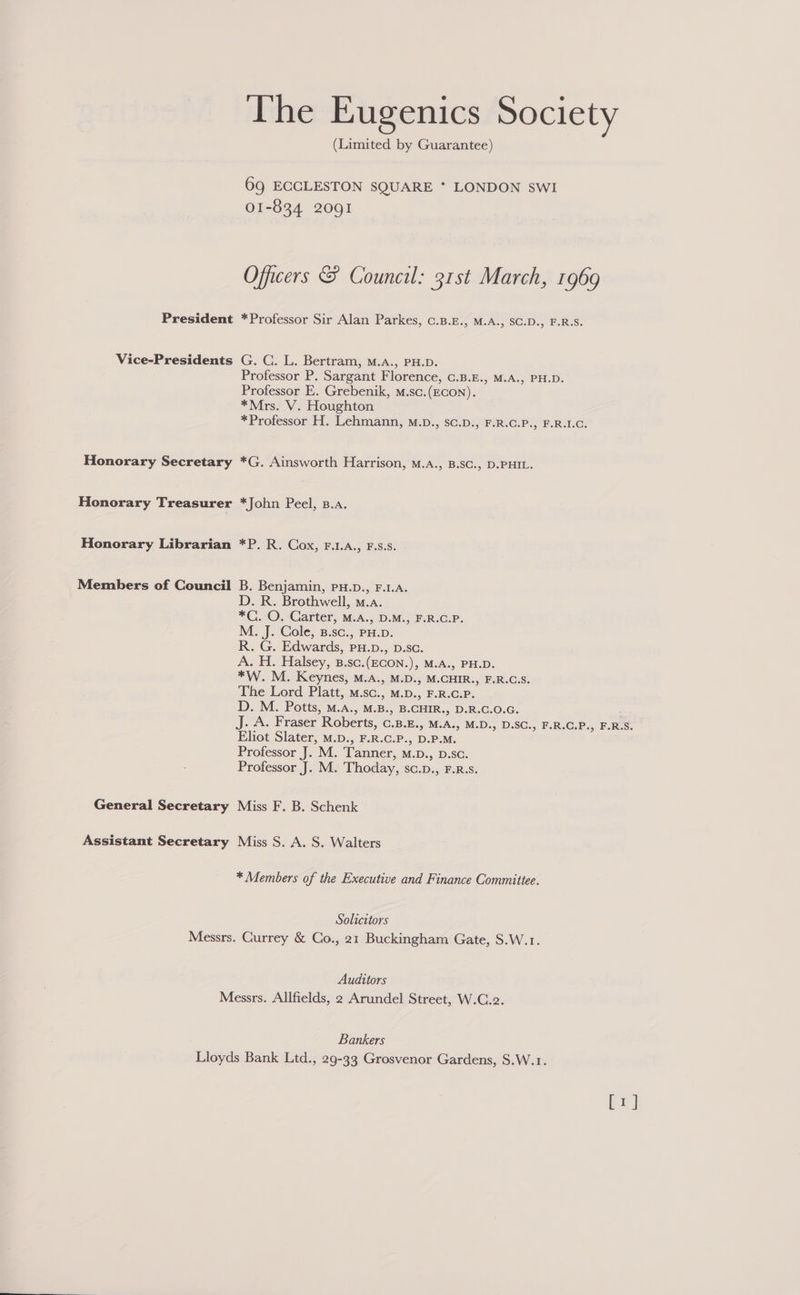 The Eugenics Society
(Limited by Guarantee)
69 ECCLESTON SQUARE · LONDON SW1
01-834 2091
Officers & Council: 31st March, 1969
President *Professor Sir Alan Parkes, C.B.E., M.A., SC.D., F.R.S.
Vice-Presidents G. C. L. Bertram, M.A., PH.D.
Professor P. Sargant Florence, C.B.E., M.A., PH.D.
Professor E. Grebenik, M.SC.(ECON).
*Mrs. V. Houghton
*Professor H. Lehmann, M.D., SC.D., F.R.C.P., F.R.I.C.
Honorary Secretary *G. Ainsworth Harrison, M.A., B.SC., D.PHIL.
Honorary Treasurer *John Peel, B.A.
Honorary Librarian *P. R. Cox, F.I.A., F.S.S.
Members of Council B. Benjamin, PH.D., F.I.A.
D. R. Brothwell, M.A.
*C. O. Carter, M.A., D.M., F.R.C.P.
M. J. Cole, B.SC., PH.D.
R. G. Edwards, PH.D., D.SC.
A. H. Halsey, B.SC.(ECON.), M.A., PH.D.
*W. M. Keynes, M.A., M.D., M.CHIR., F.R.C.S.
The Lord Platt, M.SC., M.D., F.R.C.P.
D. M. Potts, M.A., M.B., B.CHIR., D.R.C.O.G.
J. A. Fraser Roberts, C.B.E., M.A., M.D., D.SC., F.R.C.P., F.R.S.
Eliot Slater, M.D., F.R.C.P., D.P.M.
Professor J. M. Tanner, M.D., D.SC.
Professor J. M. Thoday, SC.D., F.R.S.
General Secretary Miss F. B. Schenk
Assistant Secretary Miss S. A. S. Walters
* Members of the Executive and Finance Committee.
Solicitors
Messrs. Currey & Co., 21 Buckingham Gate, S.W.1.
Auditors
Messrs. Allfields, 2 Arundel Street, W.C.2.
Bankers
Lloyds Bank Ltd., 29-33 Grosvenor Gardens, S.W.1.
[1]